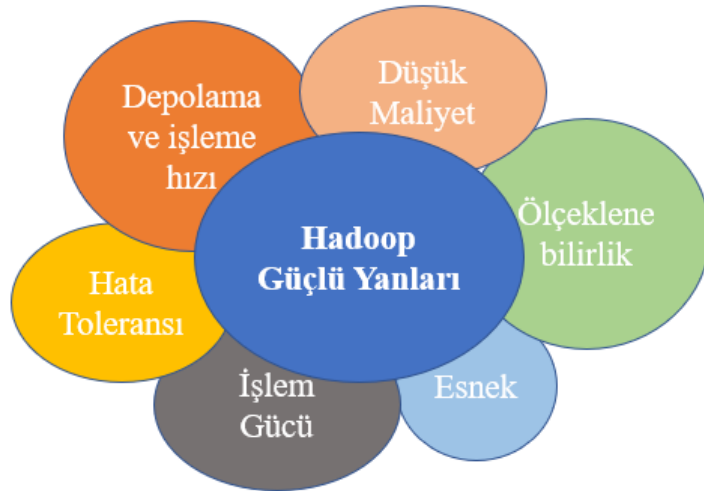 Depolama
ve işleme
hızı
Düşük
Maliyet
Ölçeklene
bilirlik
Hadoop
Güçlü Yanları
Hata
Toleransı
İşlem
Gücü
Esnek